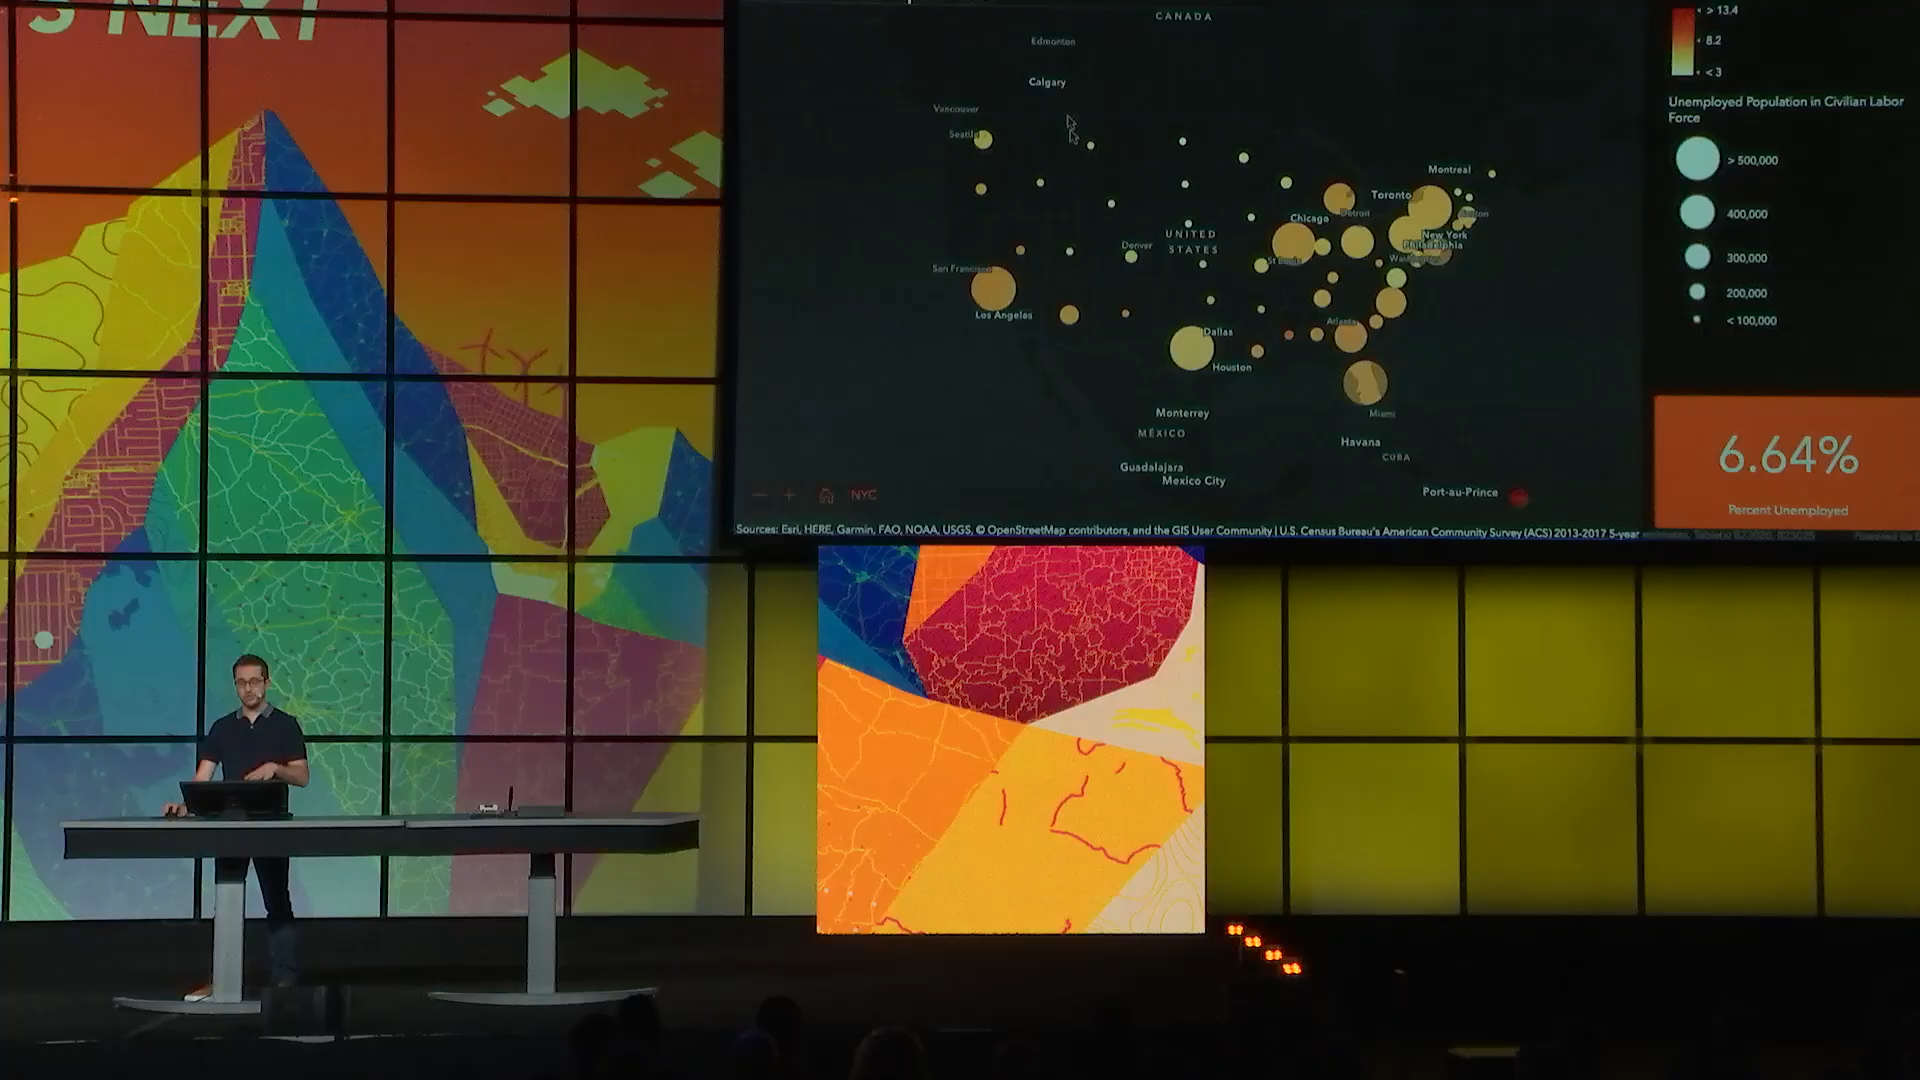 S NEXT
CANADA
Edmonton
Calgary
Vancouver
Seattle
Montreal
Toronto
Detroit
Boston
Chicago
New York
Philadelphia
UNITED
STATES
Denver
St Louis
San Francisco
Los Angeles
Atlanta
Dallas
Houston
Miami
Monterrey
MÉXICO
Havana
CUBA
Guadalajara
Mexico City
Port-au-Prince
NYC
Sources: Esri, HERE, Garmin, FAO, NOAA, USGS, © OpenStreetMap contributors, and the GIS User Community | U.S. Census Bureau's American Community Survey (ACS) 2013-2017 5-year
> 13.4
8.2
< 3
Unemployed Population in Civilian Labor
Force
> 500,000
400,000
300,000
200,000
< 100,000
6.64%
Percent Unemployed